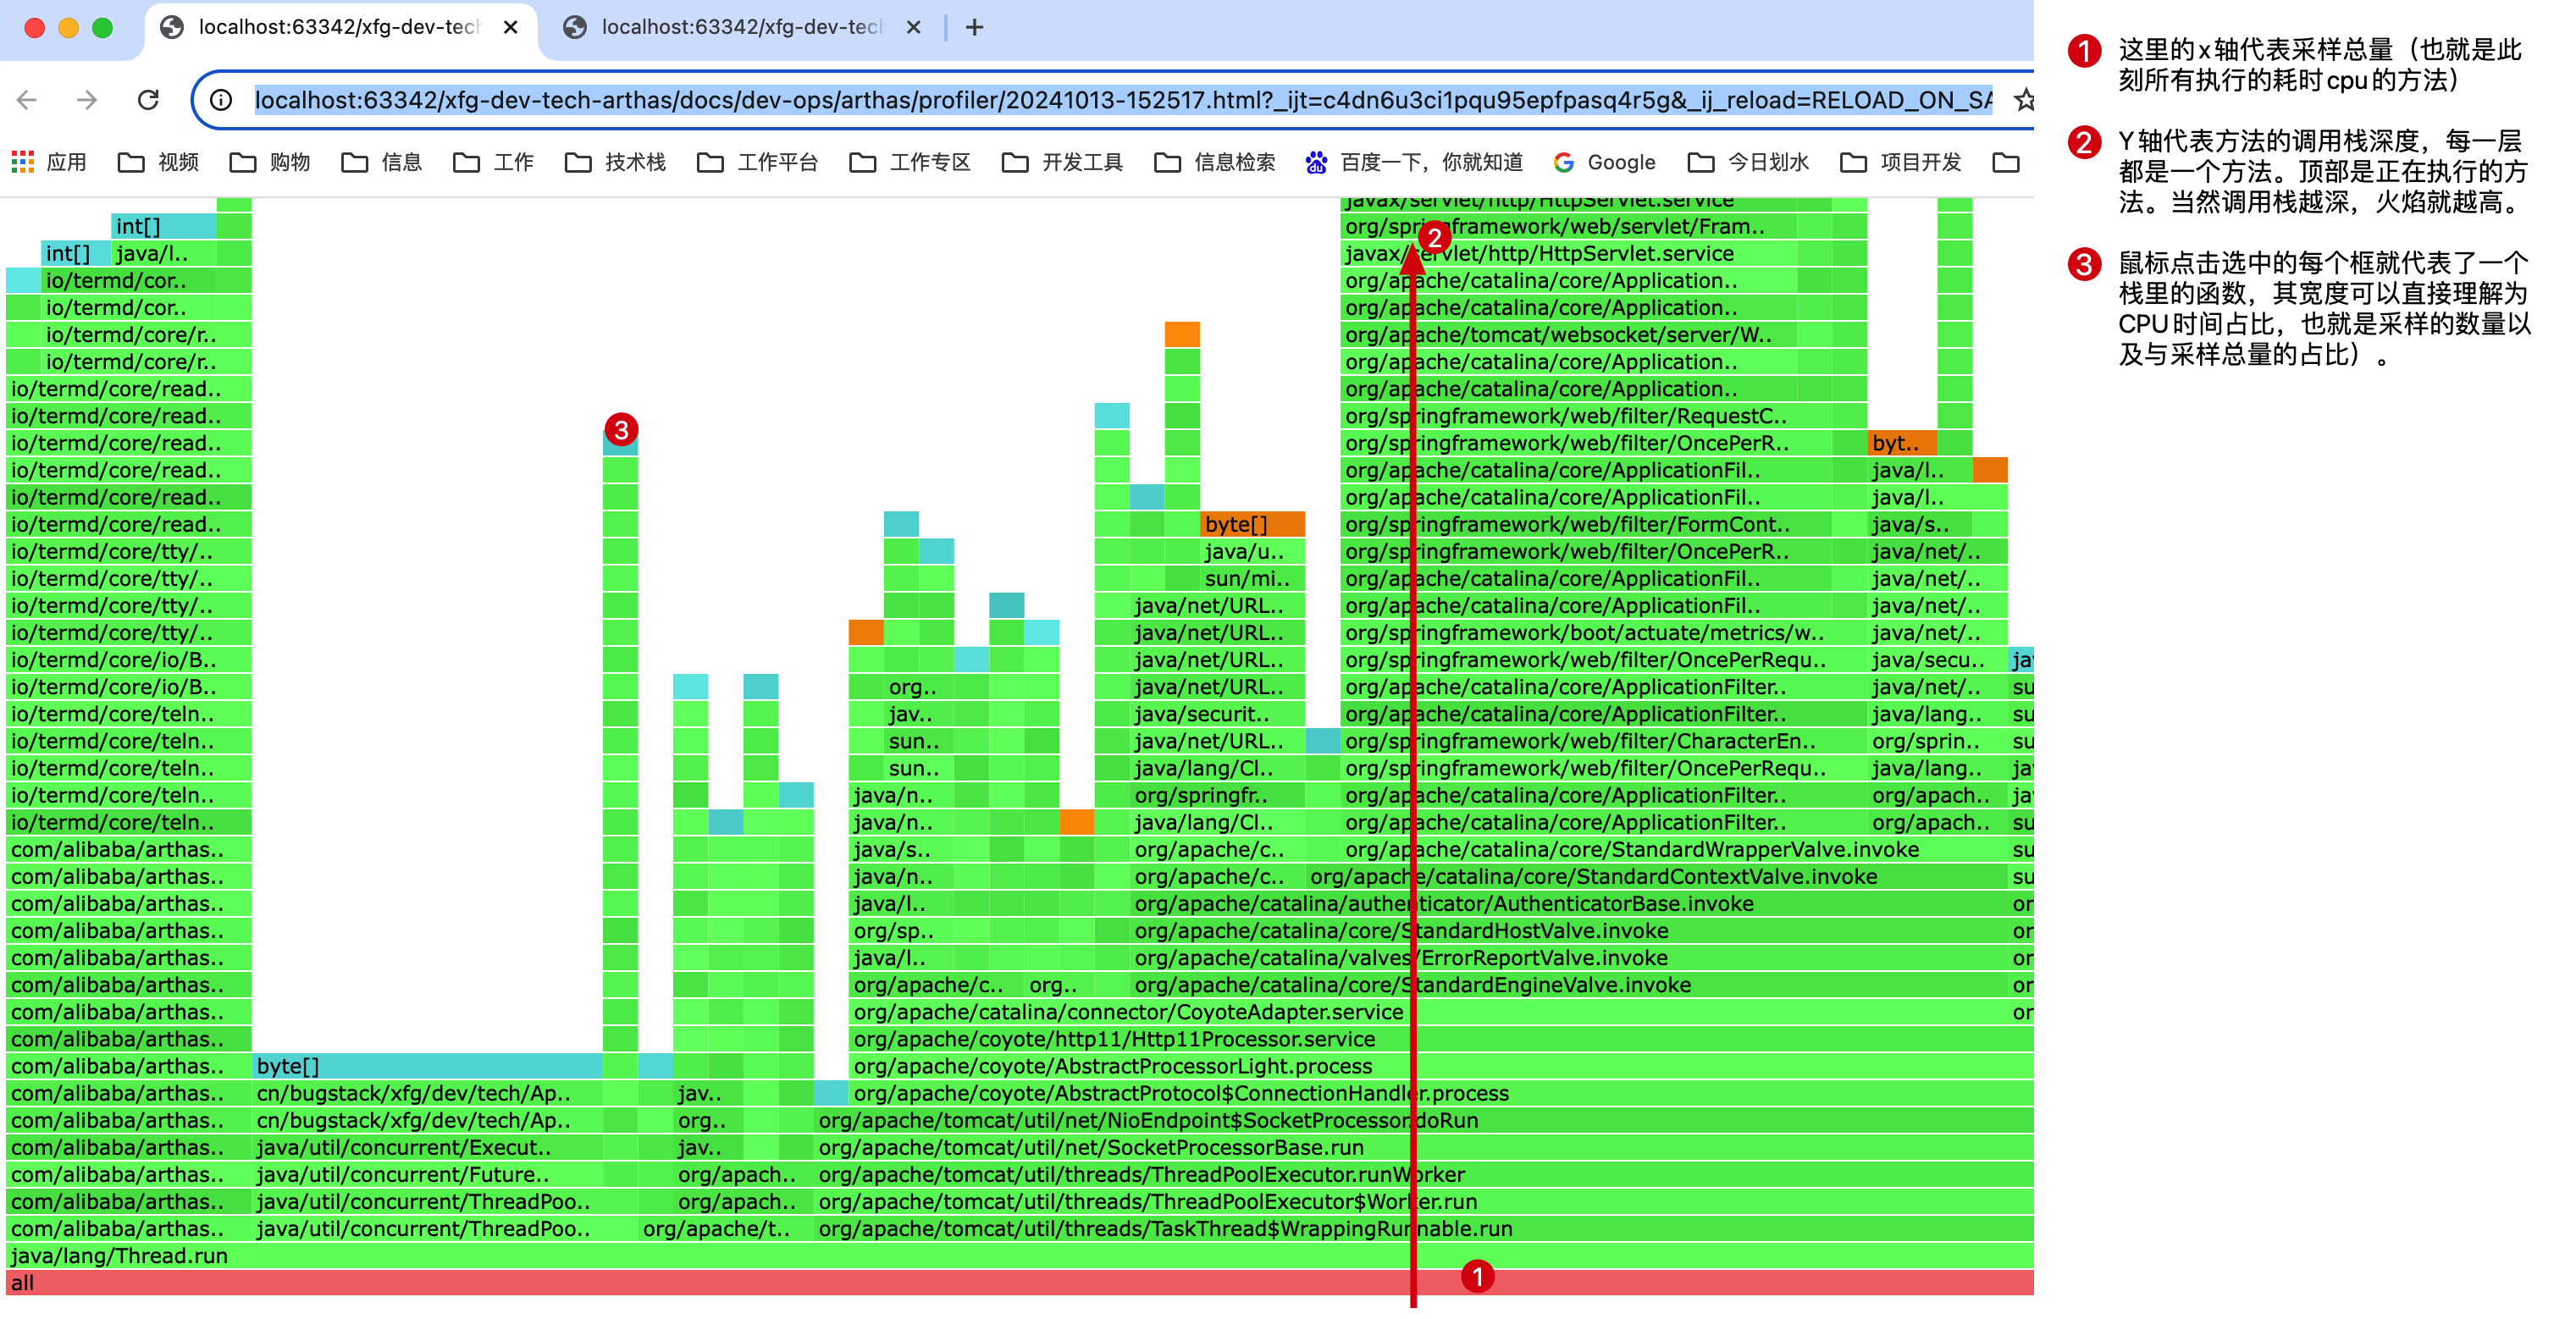 localhost:63342/xfg-dev-tech
localhost:63342/xfg-dev-tech
localhost:63342/xfg-dev-tech-arthas/docs/dev-ops/arthas/profiler/20241013-152517.html?_ijt=c4dn6u3ci1pqu95epfpasq4r5g&_ij_reload=RELOAD_ON_SA
应用 视频 购物 信息 工作 技术栈 工作平台 工作专区 开发工具 信息检索 百度一下，你就知道 Google 今日划水 项目开发
javax/servlet/http/HttpServlet.service
int[] org/springframework/web/servlet/Fram..
2
int[] java/l.. javax/servlet/http/HttpServlet.service
io/termd/cor.. org/apache/catalina/core/Application..
io/termd/cor.. org/apache/catalina/core/Application..
io/termd/core/r.. org/apache/tomcat/websocket/server/W..
io/termd/core/r.. org/apache/catalina/core/Application..
io/termd/core/read.. org/apache/catalina/core/Application..
io/termd/core/read.. org/springframework/web/filter/RequestC..
3
io/termd/core/read.. org/springframework/web/filter/OncePerR.. byt..
io/termd/core/read.. org/apache/catalina/core/ApplicationFil.. java/l..
io/termd/core/read.. org/apache/catalina/core/ApplicationFil.. java/l..
io/termd/core/read.. byte[] org/springframework/web/filter/FormCont.. java/s..
io/termd/core/tty/.. java/u.. org/springframework/web/filter/OncePerR.. java/net/..
io/termd/core/tty/.. sun/mi.. org/apache/catalina/core/ApplicationFil.. java/net/..
io/termd/core/tty/.. java/net/URL.. org/apache/catalina/core/ApplicationFil.. java/net/..
io/termd/core/tty/.. java/net/URL.. org/springframework/boot/actuate/metrics/w.. java/net/..
io/termd/core/io/B.. java/net/URL.. org/springframework/web/filter/OncePerRequ.. java/secu.. ja
io/termd/core/io/B.. org.. java/net/URL.. org/apache/catalina/core/ApplicationFilter.. java/net/.. su
io/termd/core/teln.. jav.. java/securit.. org/apache/catalina/core/ApplicationFilter.. java/lang.. su
io/termd/core/teln.. sun.. java/net/URL.. org/springframework/web/filter/CharacterEn.. org/sprin.. su
io/termd/core/teln.. sun.. java/lang/Cl.. org/springframework/web/filter/OncePerRequ.. java/lang.. ja
io/termd/core/teln.. java/n.. org/springfr.. org/apache/catalina/core/ApplicationFilter.. org/apach.. ja
io/termd/core/teln.. java/n.. java/lang/Cl.. org/apache/catalina/core/ApplicationFilter.. org/apach.. su
com/alibaba/arthas.. java/s.. org/apache/c.. org/apache/catalina/core/StandardWrapperValve.invoke su
com/alibaba/arthas.. java/n.. org/apache/c.. org/apache/catalina/core/StandardContextValve.invoke su
com/alibaba/arthas.. java/l.. org/apache/catalina/authenticator/AuthenticatorBase.invoke or
com/alibaba/arthas.. org/sp.. org/apache/catalina/core/StandardHostValve.invoke or
com/alibaba/arthas.. java/l.. org/apache/catalina/valves/ErrorReportValve.invoke or
com/alibaba/arthas.. org/apache/c.. org.. org/apache/catalina/core/StandardEngineValve.invoke or
com/alibaba/arthas.. org/apache/catalina/connector/CoyoteAdapter.service or
com/alibaba/arthas.. org/apache/coyote/http11/Http11Processor.service
com/alibaba/arthas.. byte[] org/apache/coyote/AbstractProcessorLight.process
com/alibaba/arthas.. cn/bugstack/xfg/dev/tech/Ap.. jav.. org/apache/coyote/AbstractProtocol$ConnectionHandler.process
com/alibaba/arthas.. cn/bugstack/xfg/dev/tech/Ap.. org.. org/apache/tomcat/util/net/NioEndpoint$SocketProcessor.doRun
com/alibaba/arthas.. java/util/concurrent/Execut.. jav.. org/apache/tomcat/util/net/SocketProcessorBase.run
com/alibaba/arthas.. java/util/concurrent/Future.. org/apach.. org/apache/tomcat/util/threads/ThreadPoolExecutor.runWorker
com/alibaba/arthas.. java/util/concurrent/ThreadPoo.. org/apach.. org/apache/tomcat/util/threads/ThreadPoolExecutor$Worker.run
com/alibaba/arthas.. java/util/concurrent/ThreadPoo.. org/apache/t.. org/apache/tomcat/util/threads/TaskThread$WrappingRunnable.run
java/lang/Thread.run
all 1
1 这里的x轴代表采样总量（也就是此
刻所有执行的耗时cpu的方法）
2 Y轴代表方法的调用栈深度，每一层
都是一个方法。顶部是正在执行的方
法。当然调用栈越深，火焰就越高。
3 鼠标点击选中的每个框就代表了一个
栈里的函数，其宽度可以直接理解为
CPU时间占比，也就是采样的数量以
及与采样总量的占比）。